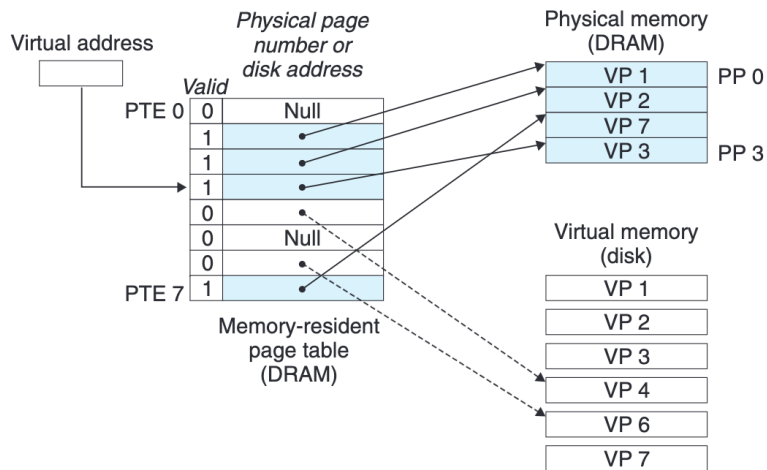 Virtual address
Physical page
number or
disk address
Valid
PTE 0
0
Null
1
1
1
0
0
Null
0
PTE 7
1
Memory-resident
page table
(DRAM)
Physical memory
(DRAM)
VP 1
PP 0
VP 2
VP 7
VP 3
PP 3
Virtual memory
(disk)
VP 1
VP 2
VP 3
VP 4
VP 6
VP 7